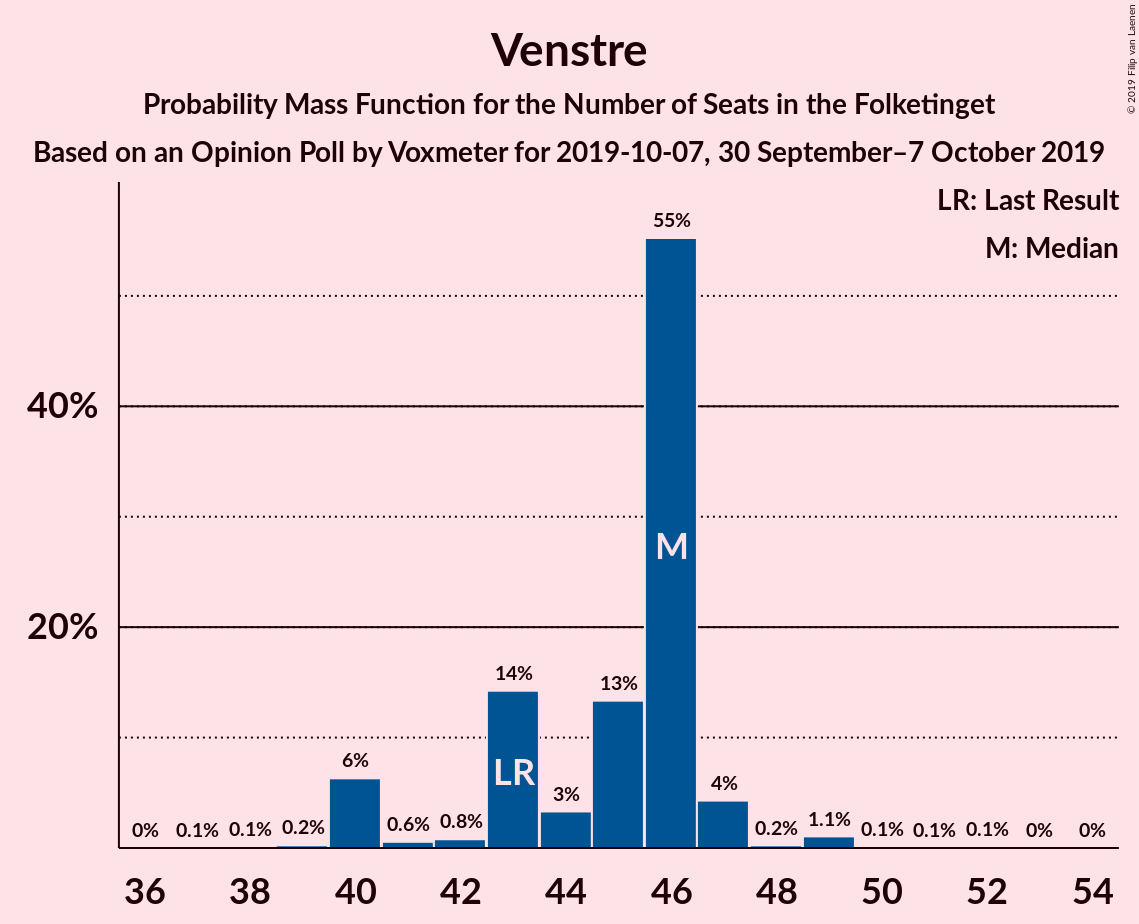 Venstre
Probability Mass Function for the Number of Seats in the Folketinget
Based on an Opinion Poll by Voxmeter for 2019-10-07, 30 September–7 October 2019
© 2019 Filip van Laenen
LR: Last Result
M: Median
55%
40%
M
20%
14%
13%
LR
6%
4%
3%
0%
0.1%
0.1%
0.2%
0.6%
0.8%
0.2%
1.1%
0.1%
0.1%
0.1%
0%
0%
36 38 40 42 44 46 48 50 52 54